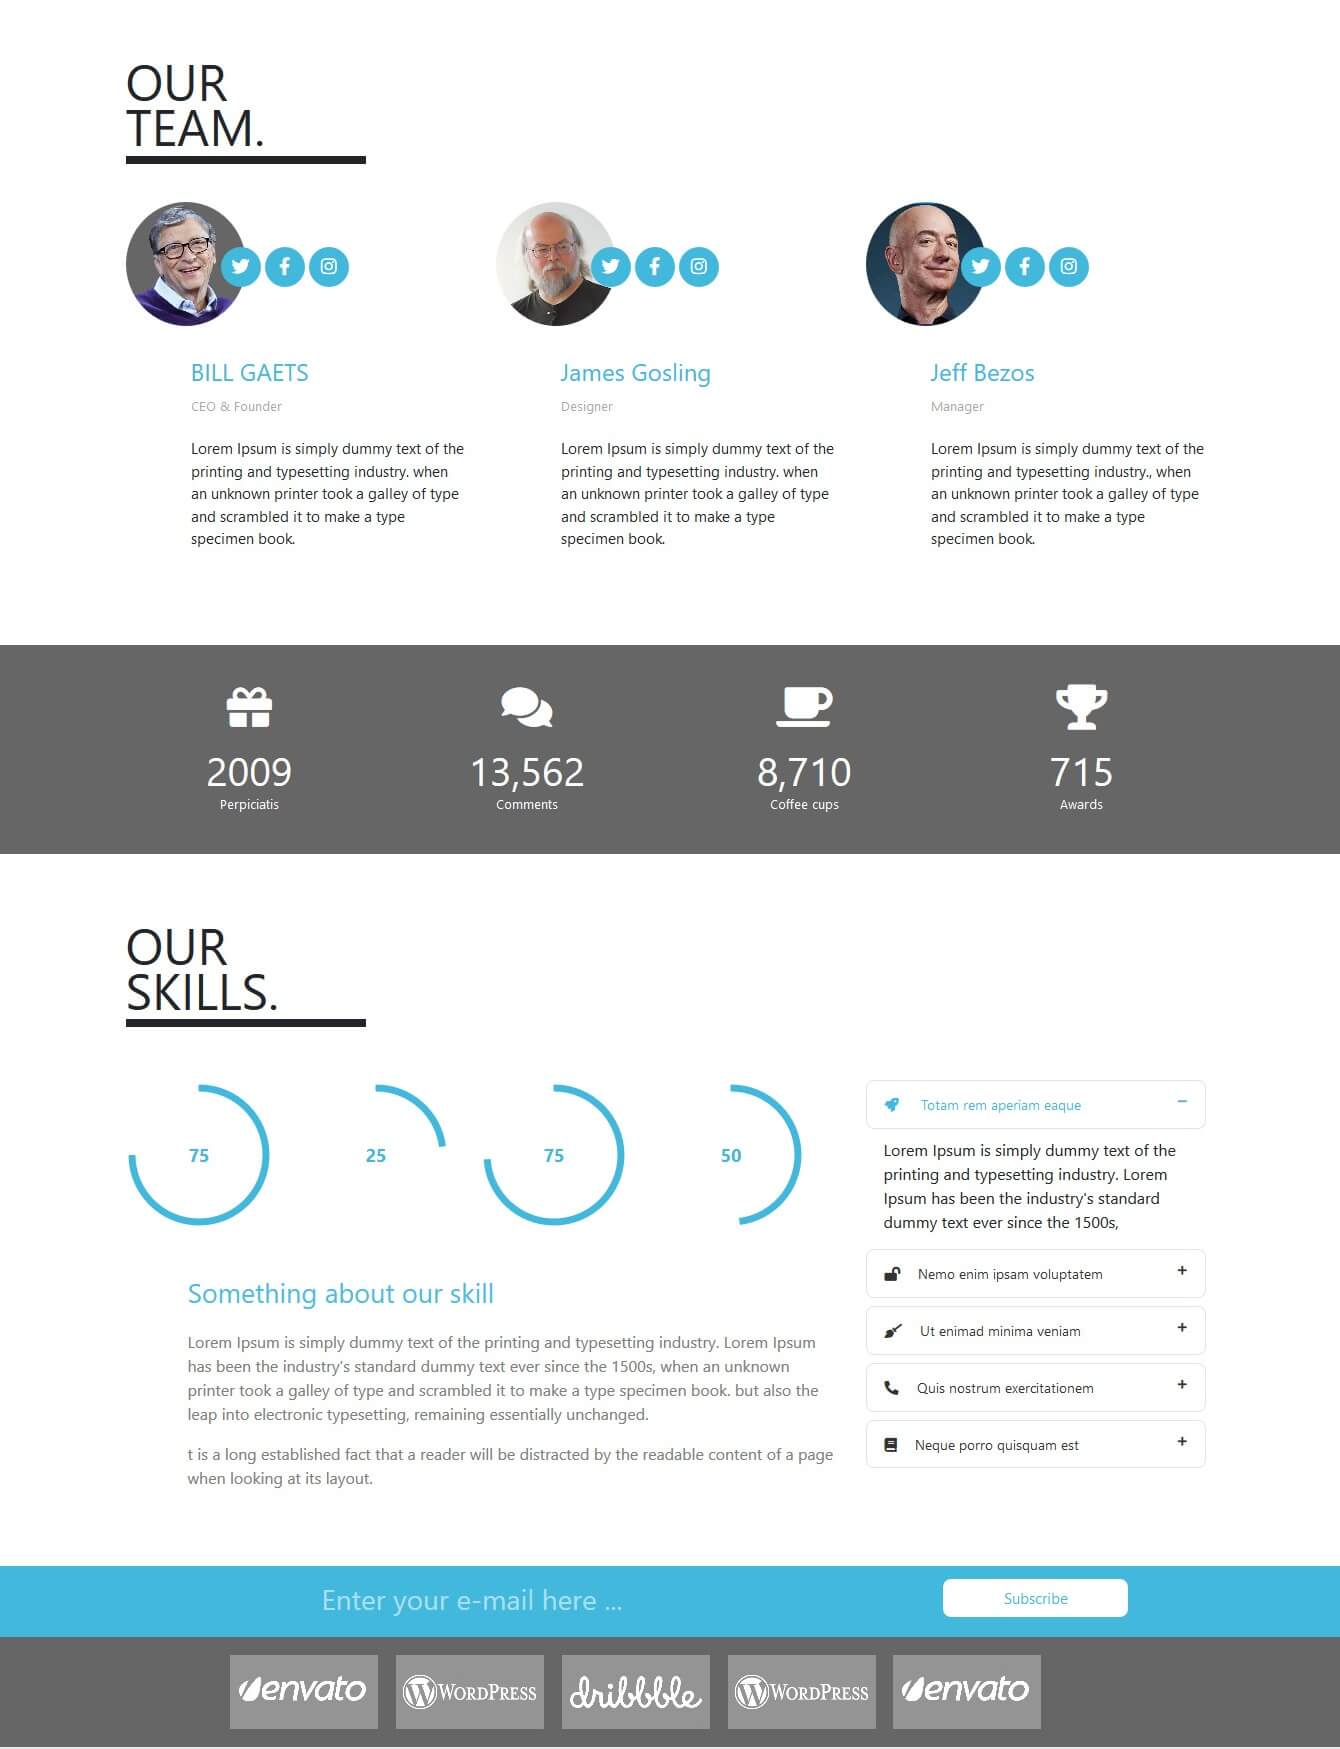 OUR
TEAM.
BILL GAETS
CEO & Founder
Lorem Ipsum is simply dummy text of the
printing and typesetting industry. when
an unknown printer took a galley of type
and scrambled it to make a type
specimen book.
James Gosling
Designer
Lorem Ipsum is simply dummy text of the
printing and typesetting industry. when
an unknown printer took a galley of type
and scrambled it to make a type
specimen book.
Jeff Bezos
Manager
Lorem Ipsum is simply dummy text of the
printing and typesetting industry., when
an unknown printer took a galley of type
and scrambled it to make a type
specimen book.
2009
Perpiciatis
13,562
Comments
8,710
Coffee cups
715
Awards
OUR
SKILLS.
75
25
75
50
Something about our skill
Lorem Ipsum is simply dummy text of the printing and typesetting industry. Lorem Ipsum
has been the industry's standard dummy text ever since the 1500s, when an unknown
printer took a galley of type and scrambled it to make a type specimen book. but also the
leap into electronic typesetting, remaining essentially unchanged.
t is a long established fact that a reader will be distracted by the readable content of a page
when looking at its layout.
Totam rem aperiam eaque
Lorem Ipsum is simply dummy text of the
printing and typesetting industry. Lorem
Ipsum has been the industry's standard
dummy text ever since the 1500s,
Nemo enim ipsam voluptatem
Ut enimad minima veniam
Quis nostrum exercitationem
Neque porro quisquam est
Enter your e-mail here ...
Subscribe
envato
WORDPRESS
dribbble
WORDPRESS
envato